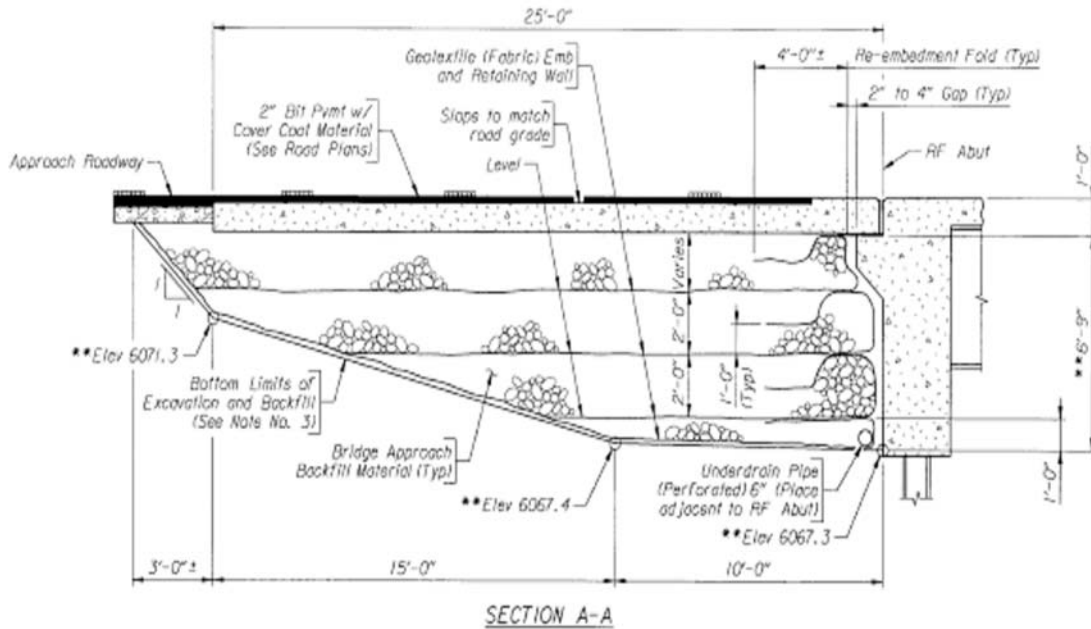 25'-0"
Geotextile (Fabric) Emb
and Retaining Wall
4'-0"±
Re-embedment Fold (Typ)
2" to 4" Gap (Typ)
2" Bit Pvmt w/
Cover Coat Material
(See Road Plans)
Slope to match
road grade
Level
Approach Roadway
RF Abut
1'-0"
Varies
2'-0"
2'-0"
1'-0"
(Typ)
**6'-9"
1'-0"
1
1
**Elev 6071.3
Bottom Limits of
Excavation and Backfill
(See Note No. 3)
Bridge Approach
Backfill Material (Typ)
**Elev 6067.4
Underdrain Pipe
(Perforated) 6" (Place
adjacent to RF Abut)
**Elev 6067.3
3'-0"±
15'-0"
10'-0"
SECTION A-A